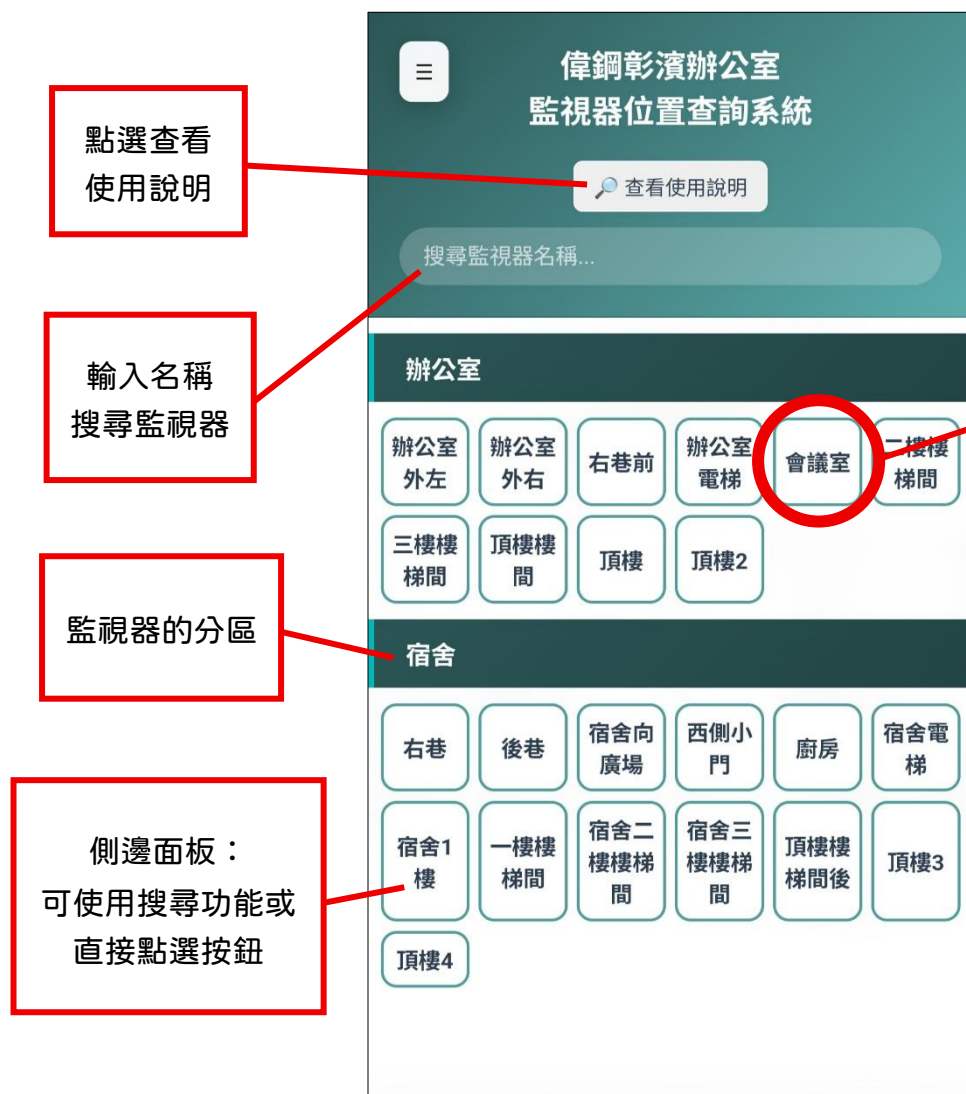 ☰
偉鋼彰濱辦公室
監視器位置查詢系統
點選查看
使用說明
🔎 查看使用說明
搜尋監視器名稱...
輸入名稱
搜尋監視器
辦公室
辦公室
外左
辦公室
外右
右巷前
辦公室
電梯
會議室
二樓樓
梯間
三樓樓
梯間
頂樓樓
間
頂樓
頂樓2
監視器的分區
宿舍
右巷
後巷
宿舍向
廣場
西側小
門
廚房
宿舍電
梯
側邊面板：
可使用搜尋功能或
直接點選按鈕
宿舍1
樓
一樓樓
梯間
宿舍二
樓樓梯
間
宿舍三
樓樓梯
間
頂樓樓
梯間後
頂樓3
頂樓4